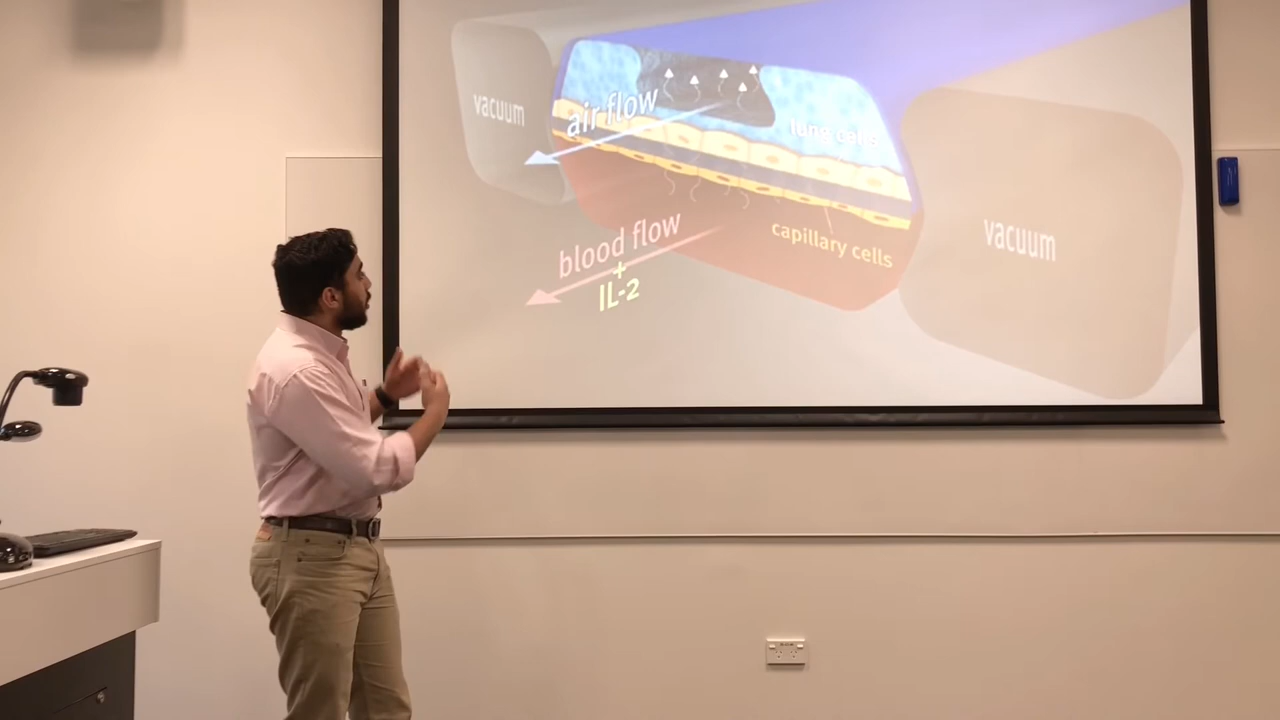 vacuum
air flow
lung cells
blood flow
+
IL-2
capillary cells
vacuum